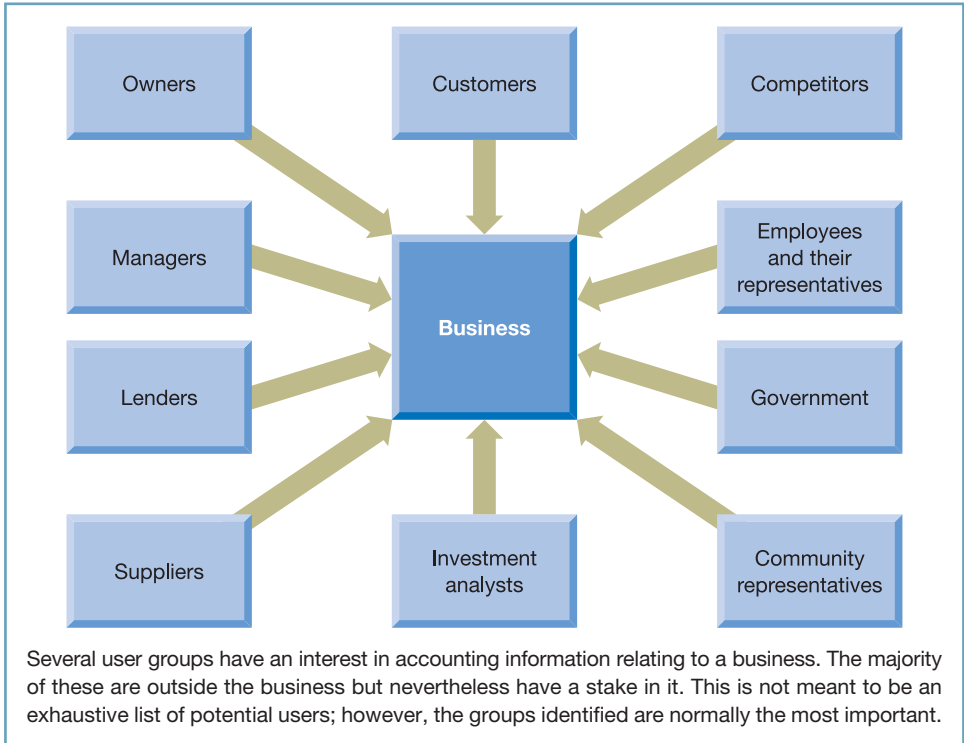 Owners
Customers
Competitors
Managers
Employees
and their
representatives
Business
Lenders
Government
Suppliers
Investment
analysts
Community
representatives
Several user groups have an interest in accounting information relating to a business. The majority
of these are outside the business but nevertheless have a stake in it. This is not meant to be an
exhaustive list of potential users; however, the groups identified are normally the most important.